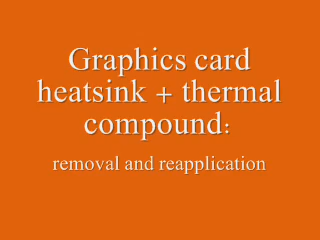 Graphics card
heatsink + thermal
compound:
removal and reapplication